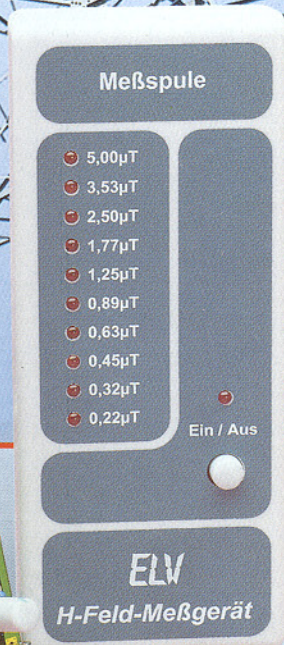 Meßspule
5,00µT
3,53µT
2,50µT
1,77µT
1,25µT
0,89µT
0,63µT
0,45µT
0,32µT
0,22µT
Ein / Aus
ELV
H-Feld-Meßgerät